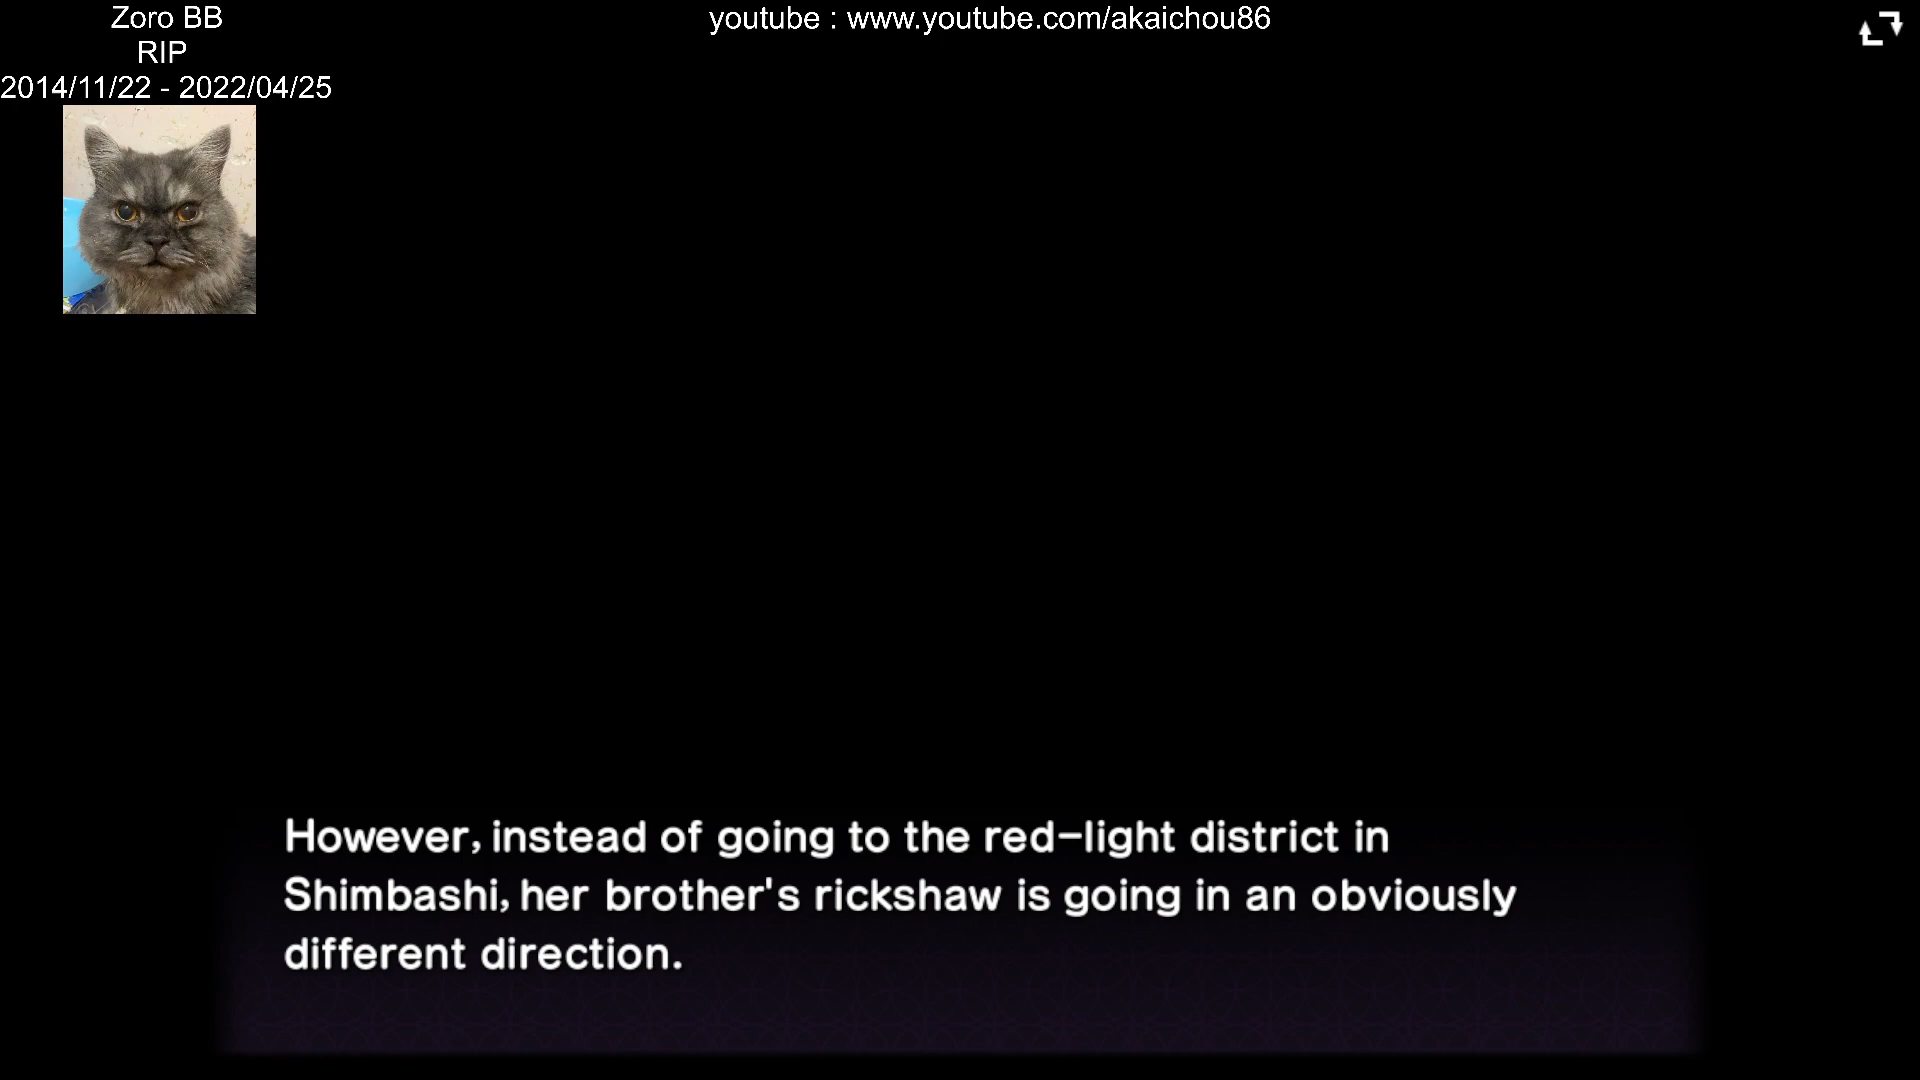 Zoro BB
RIP
2014/11/22 - 2022/04/25
youtube : www.youtube.com/akaichou86
However, instead of going to the red-light district in
Shimbashi, her brother's rickshaw is going in an obviously
different direction.